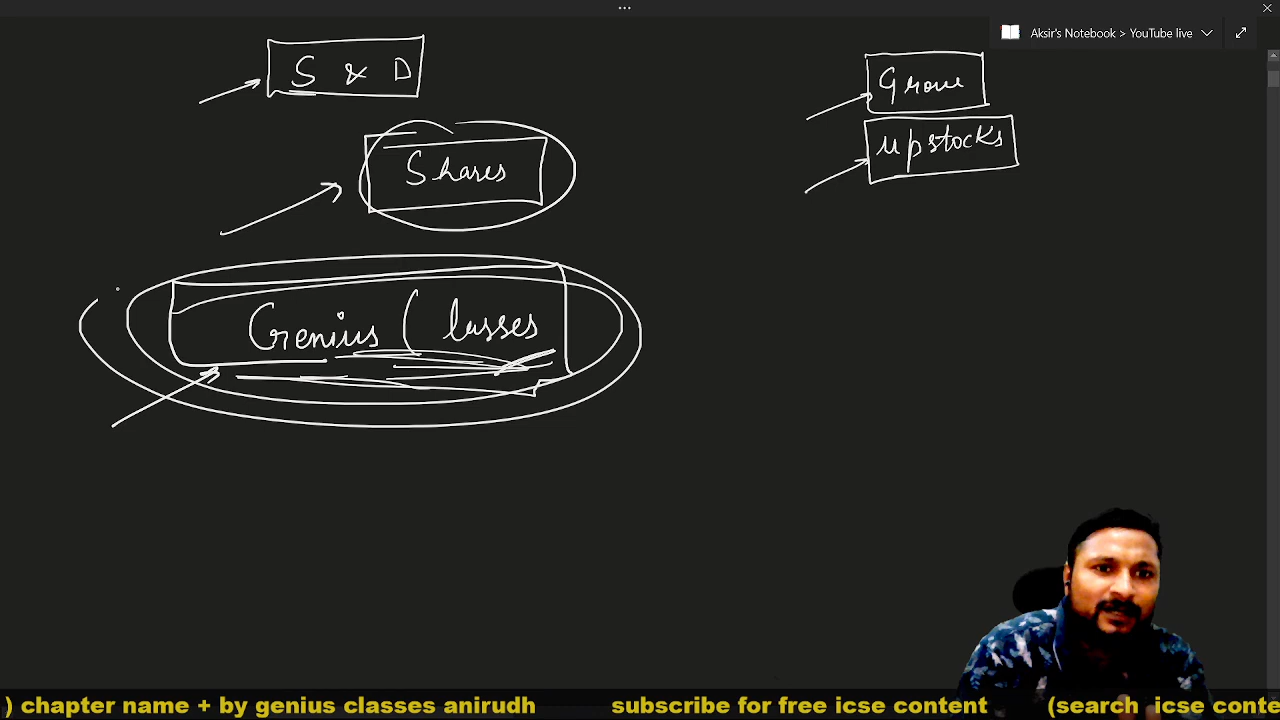 Aksir's Notebook > YouTube live
S & D
Grow
upstocks
Shares
Genius Classes
) chapter name + by genius classes anirudh subscribe for free icse content (search icse conte